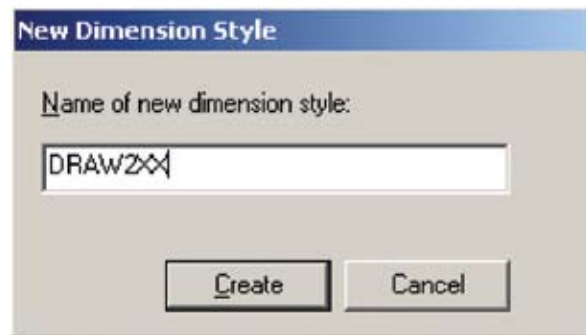 New Dimension Style
Name of new dimension style:
DRAW2XX
Create Cancel